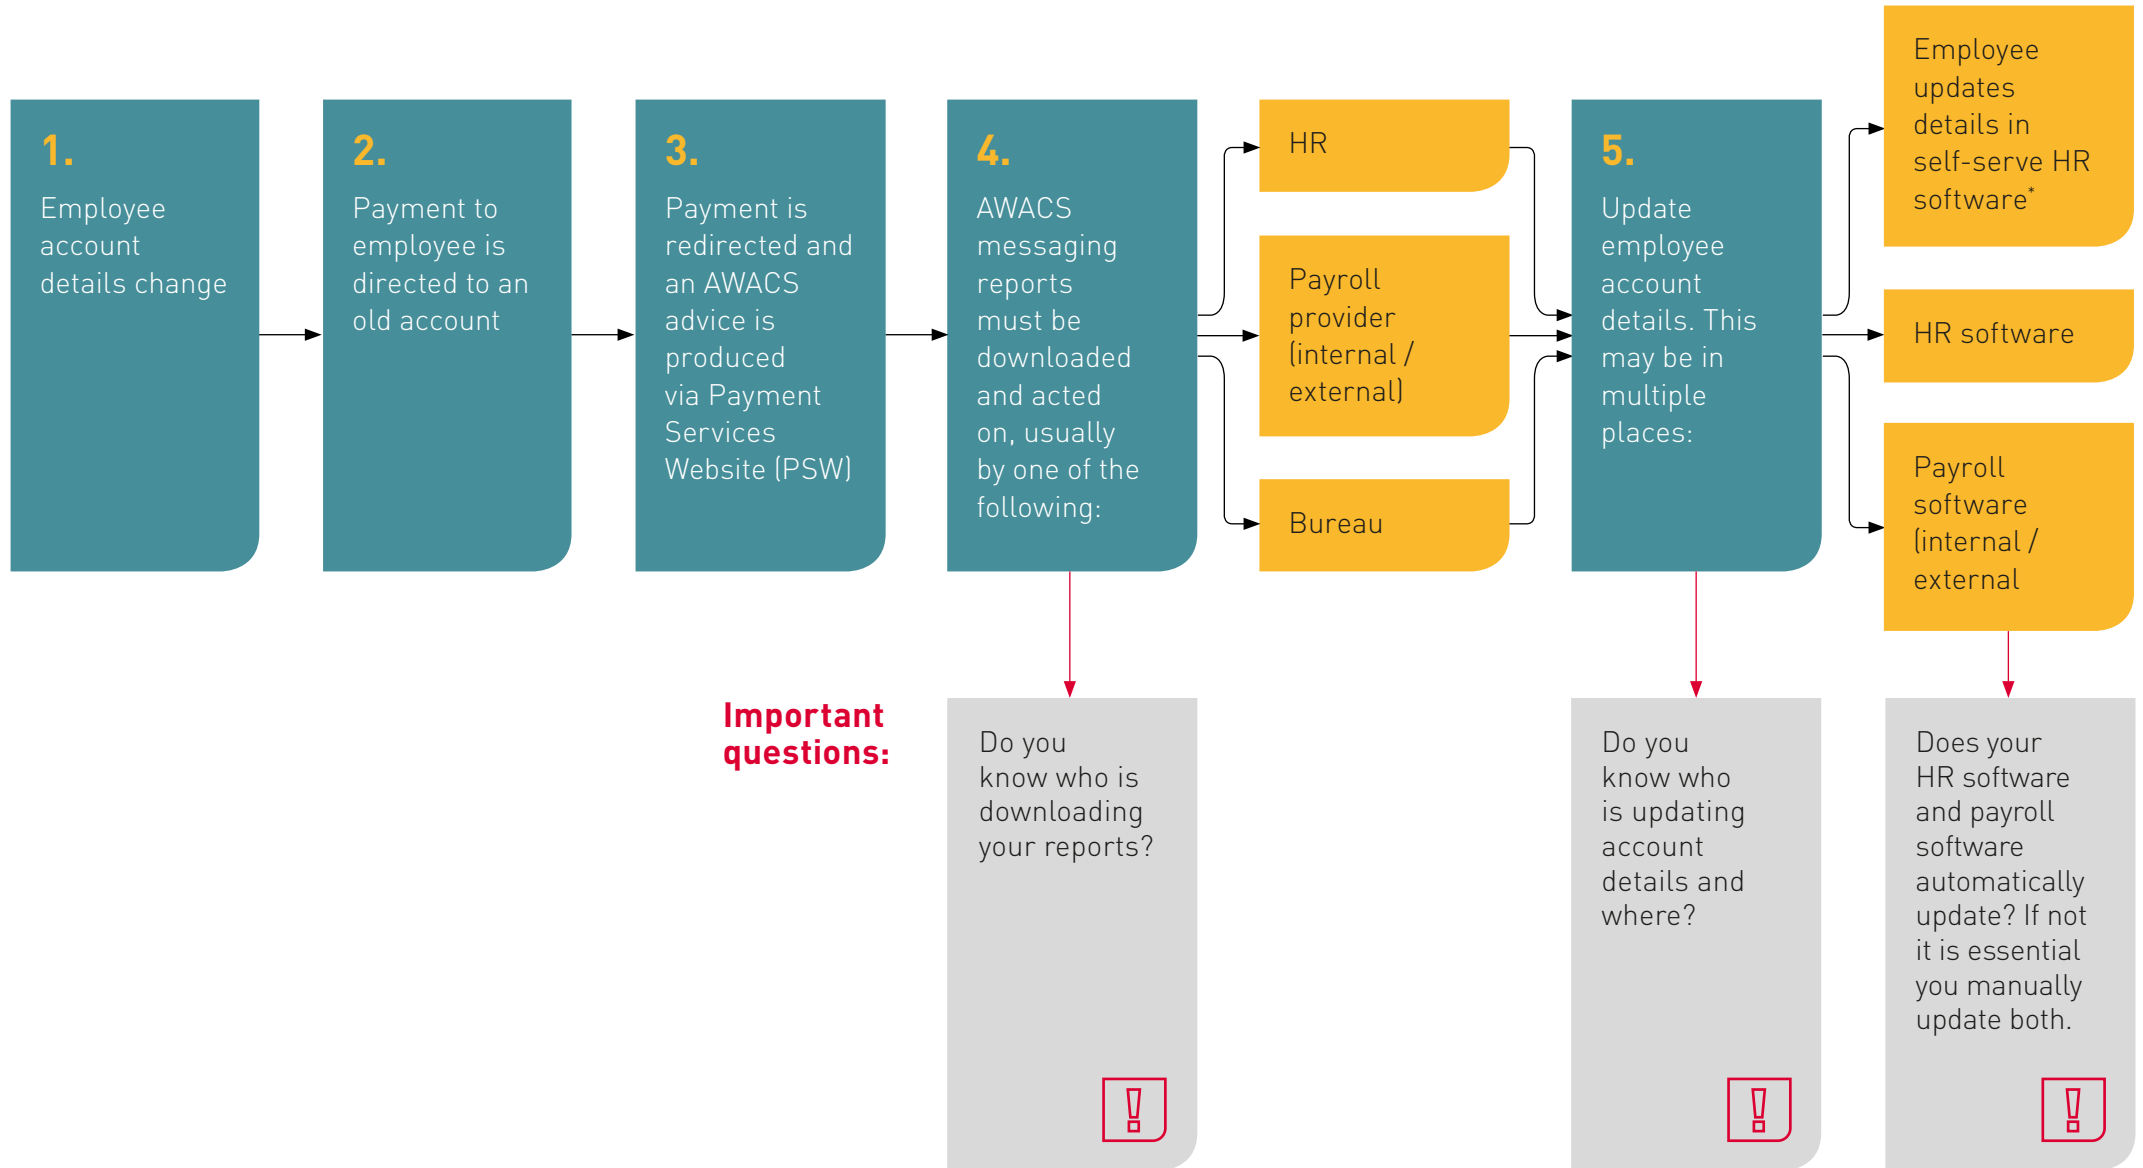 1.
Employee
account
details change
2.
Payment to
employee is
directed to an
old account
3.
Payment is
redirected and
an AWACS
advice is
produced
via Payment
Services
Website (PSW)
4.
AWACS
messaging
reports
must be
downloaded
and acted
on, usually
by one of the
following:
HR
Payroll
provider
(internal /
external)
Bureau
5.
Update
employee
account
details. This
may be in
multiple
places:
Employee
updates
details in
self-serve HR
software*
HR software
Payroll
software
(internal /
external
Important
questions:
Do you
know who is
downloading
your reports?
Do you
know who
is updating
account
details and
where?
Does your
HR software
and payroll
software
automatically
update? If not
it is essential
you manually
update both.